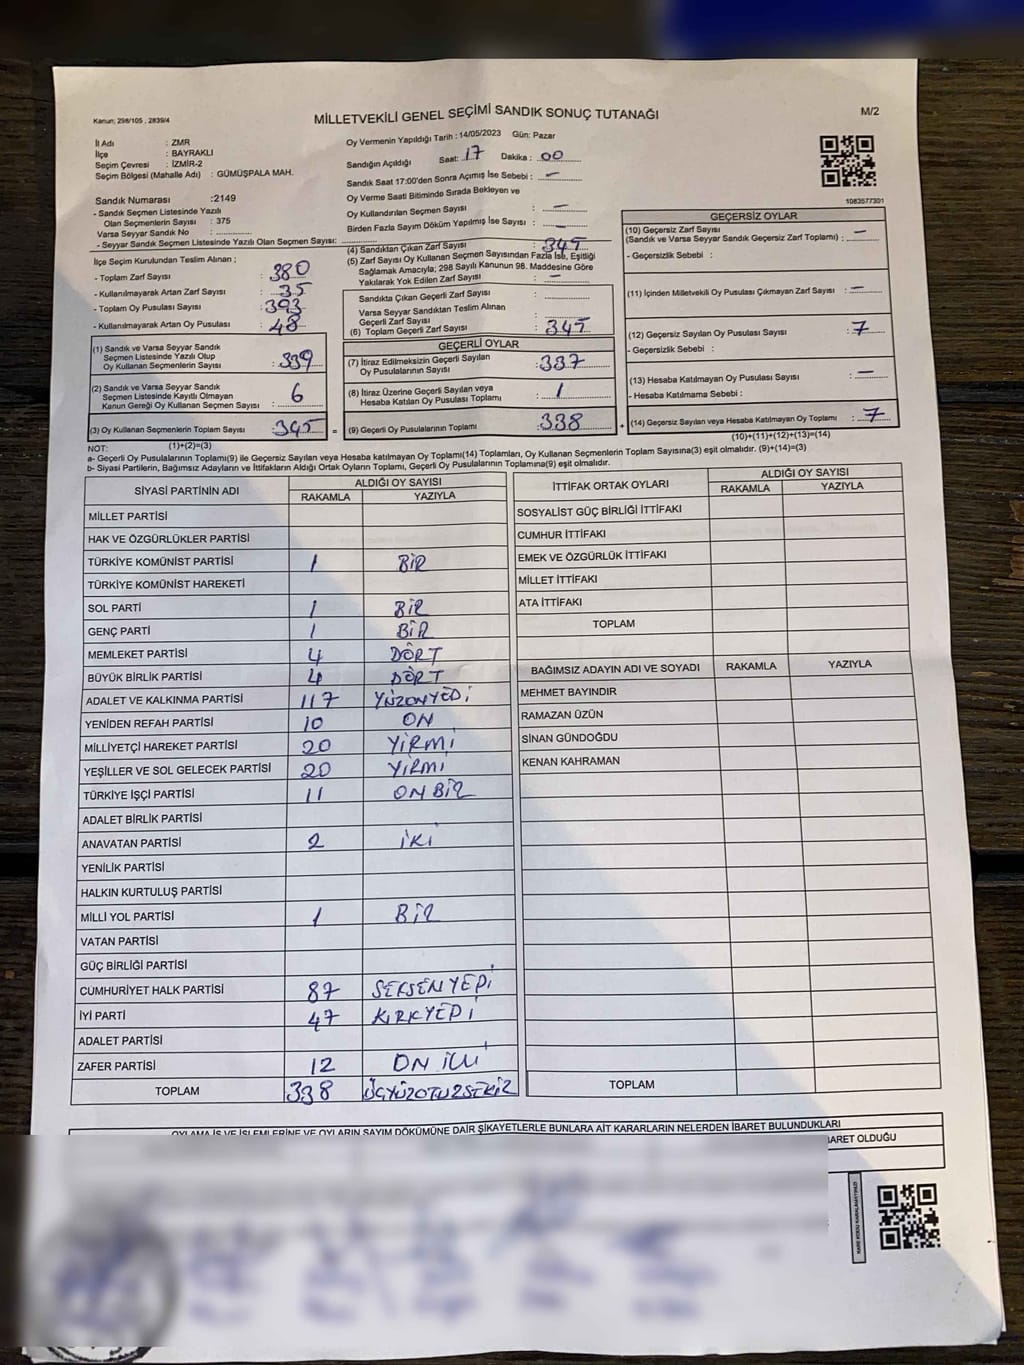 Kanun; 298/105 , 2839/4
MİLLETVEKİLİ GENEL SEÇİMİ SANDIK SONUÇ TUTANAĞI
M/2
İl Adı : ZMR
İlçe : BAYRAKLI
Seçim Çevresi : İZMİR-2
Seçim Bölgesi (Mahalle Adı) : GÜMÜŞPALA MAH.
Sandık Numarası :2149
- Sandık Seçmen Listesinde Yazılı
Olan Seçmenlerin Sayısı : 375
Varsa Seyyar Sandık No :
- Seyyar Sandık Seçmen Listesinde Yazılı Olan Seçmen Sayısı:
İlçe Seçim Kurulundan Teslim Alınan ;
- Toplam Zarf Sayısı : 380
- Kullanılmayarak Artan Zarf Sayısı : 35
- Toplam Oy Pusulası Sayısı : 393
- Kullanılmayarak Artan Oy Pusulası : 48
Oy Vermenin Yapıldığı Tarih : 14/05/2023 Gün: Pazar
Sandığın Açıldığı Saat: 17 Dakika : 00
Sandık Saat 17:00'den Sonra Açımış İse Sebebi : –
Oy Verme Saati Bitiminde Sırada Bekleyen ve
Oy Kullandırılan Seçmen Sayısı : –
Birden Fazla Sayım Döküm Yapılmış İse Sayısı : –
(4) Sandıktan Çıkan Zarf Sayısı : 345
(5) Zarf Sayısı Oy Kullanan Seçmen Sayısından Fazla İse, Eşitliği
Sağlamak Amacıyla; 298 Sayılı Kanunun 98. Maddesine Göre
Yakılarak Yok Edilen Zarf Sayısı : –
Sandıkta Çıkan Geçerli Zarf Sayısı :
Varsa Seyyar Sandıktan Teslim Alınan
Geçerli Zarf Sayısı :
(6) Toplam Geçerli Zarf Sayısı : 345
1083577301
GEÇERSİZ OYLAR
(10) Geçersiz Zarf Sayısı
(Sandık ve Varsa Seyyar Sandık Geçersiz Zarf Toplamı) : –
- Geçersizlik Sebebi :
(11) İçinden Milletvekili Oy Pusulası Çıkmayan Zarf Sayısı : –
(12) Geçersiz Sayılan Oy Pusulası Sayısı : 7
- Geçersizlik Sebebi :
(13) Hesaba Katılmayan Oy Pusulası Sayısı : –
- Hesaba Katılmama Sebebi :
(14) Geçersiz Sayılan veya Hesaba Katılmayan Oy Toplamı : 7
(10)+(11)+(12)+(13)=(14)
(1) Sandık ve Varsa Seyyar Sandık
Seçmen Listesinde Yazılı Olup
Oy Kullanan Seçmen Sayısı : 339
(2) Sandık ve Varsa Seyyar Sandık
Seçmen Listesinde Kayıtlı Olmayan
Kanun Gereği Oy Kullanan Seçmen Sayısı : 6
(3) Oy Kullanan Seçmenlerin Toplam Sayısı : 345 =
(1)+(2)=(3)
GEÇERLİ OYLAR
(7) İtiraz Edilmeksizin Geçerli Sayılan
Oy Pusulalarının Sayısı : 337
(8) İtiraz Üzerine Geçerli Sayılan veya
Hesaba Katılan Oy Pusulası Toplamı : 1
(9) Geçerli Oy Pusulalarının Toplamı : 338 +
NOT:
a- Geçerli Oy Pusulalarının Toplamı(9) ile Geçersiz Sayılan veya Hesaba katılmayan Oy Toplamı(14) Toplamları, Oy Kullanan Seçmenlerin Toplam Sayısına(3) eşit olmalıdır. (9)+(14)=(3)
b- Siyasi Partilerin, Bağımsız Adayların ve İttifakların Aldığı Ortak Oyların Toplamı, Geçerli Oy Pusulalarının Toplamına(9) eşit olmalıdır.
SİYASİ PARTİNİN ADI ALDIĞI OY SAYISI
RAKAMLA YAZIYLA
MİLLET PARTİSİ
HAK VE ÖZGÜRLÜKLER PARTİSİ
TÜRKİYE KOMÜNİST PARTİSİ 1 BİR
TÜRKİYE KOMÜNİST HAREKETİ
SOL PARTİ 1 BİR
GENÇ PARTİ 1 BİR
MEMLEKET PARTİSİ 4 DÖRT
BÜYÜK BİRLİK PARTİSİ 4 DÖRT
ADALET VE KALKINMA PARTİSİ 117 YÜZONYEDİ
YENİDEN REFAH PARTİSİ 10 ON
MİLLİYETÇİ HAREKET PARTİSİ 20 YİRMİ
YEŞİLLER VE SOL GELECEK PARTİSİ 20 YİRMİ
TÜRKİYE İŞÇİ PARTİSİ 11 ONBİR
ADALET BİRLİK PARTİSİ
ANAVATAN PARTİSİ 2 İKİ
YENİLİK PARTİSİ
HALKIN KURTULUŞ PARTİSİ
MİLLİ YOL PARTİSİ 1 BİR
VATAN PARTİSİ
GÜÇ BİRLİĞİ PARTİSİ
CUMHURİYET HALK PARTİSİ 87 SEKSENYEDİ
İYİ PARTİ 47 KIRKYEDİ
ADALET PARTİSİ
ZAFER PARTİSİ 12 ON İKİ
TOPLAM 338 ÜÇYÜZOTUZSEKİZ
İTTİFAK ORTAK OYLARI ALDIĞI OY SAYISI
RAKAMLA YAZIYLA
SOSYALİST GÜÇ BİRLİĞİ İTTİFAKI
CUMHUR İTTİFAKI
EMEK VE ÖZGÜRLÜK İTTİFAKI
MİLLET İTTİFAKI
ATA İTTİFAKI
TOPLAM
BAĞIMSIZ ADAYIN ADI VE SOYADI RAKAMLA YAZIYLA
MEHMET BAYINDIR
RAMAZAN ÜZÜN
SİNAN GÜNDOĞDU
KENAN KAHRAMAN
TOPLAM
OYLAMA İŞ VE İŞLEMLERİNE VE OYLARIN SAYIM DÖKÜMÜNE DAİR ŞİKAYETLERLE BUNLARA AİT KARARLARIN NELERDEN İBARET BULUNDUKLARI
BARET OLDUĞU
KARE KODU KARALAMAYINIZ!